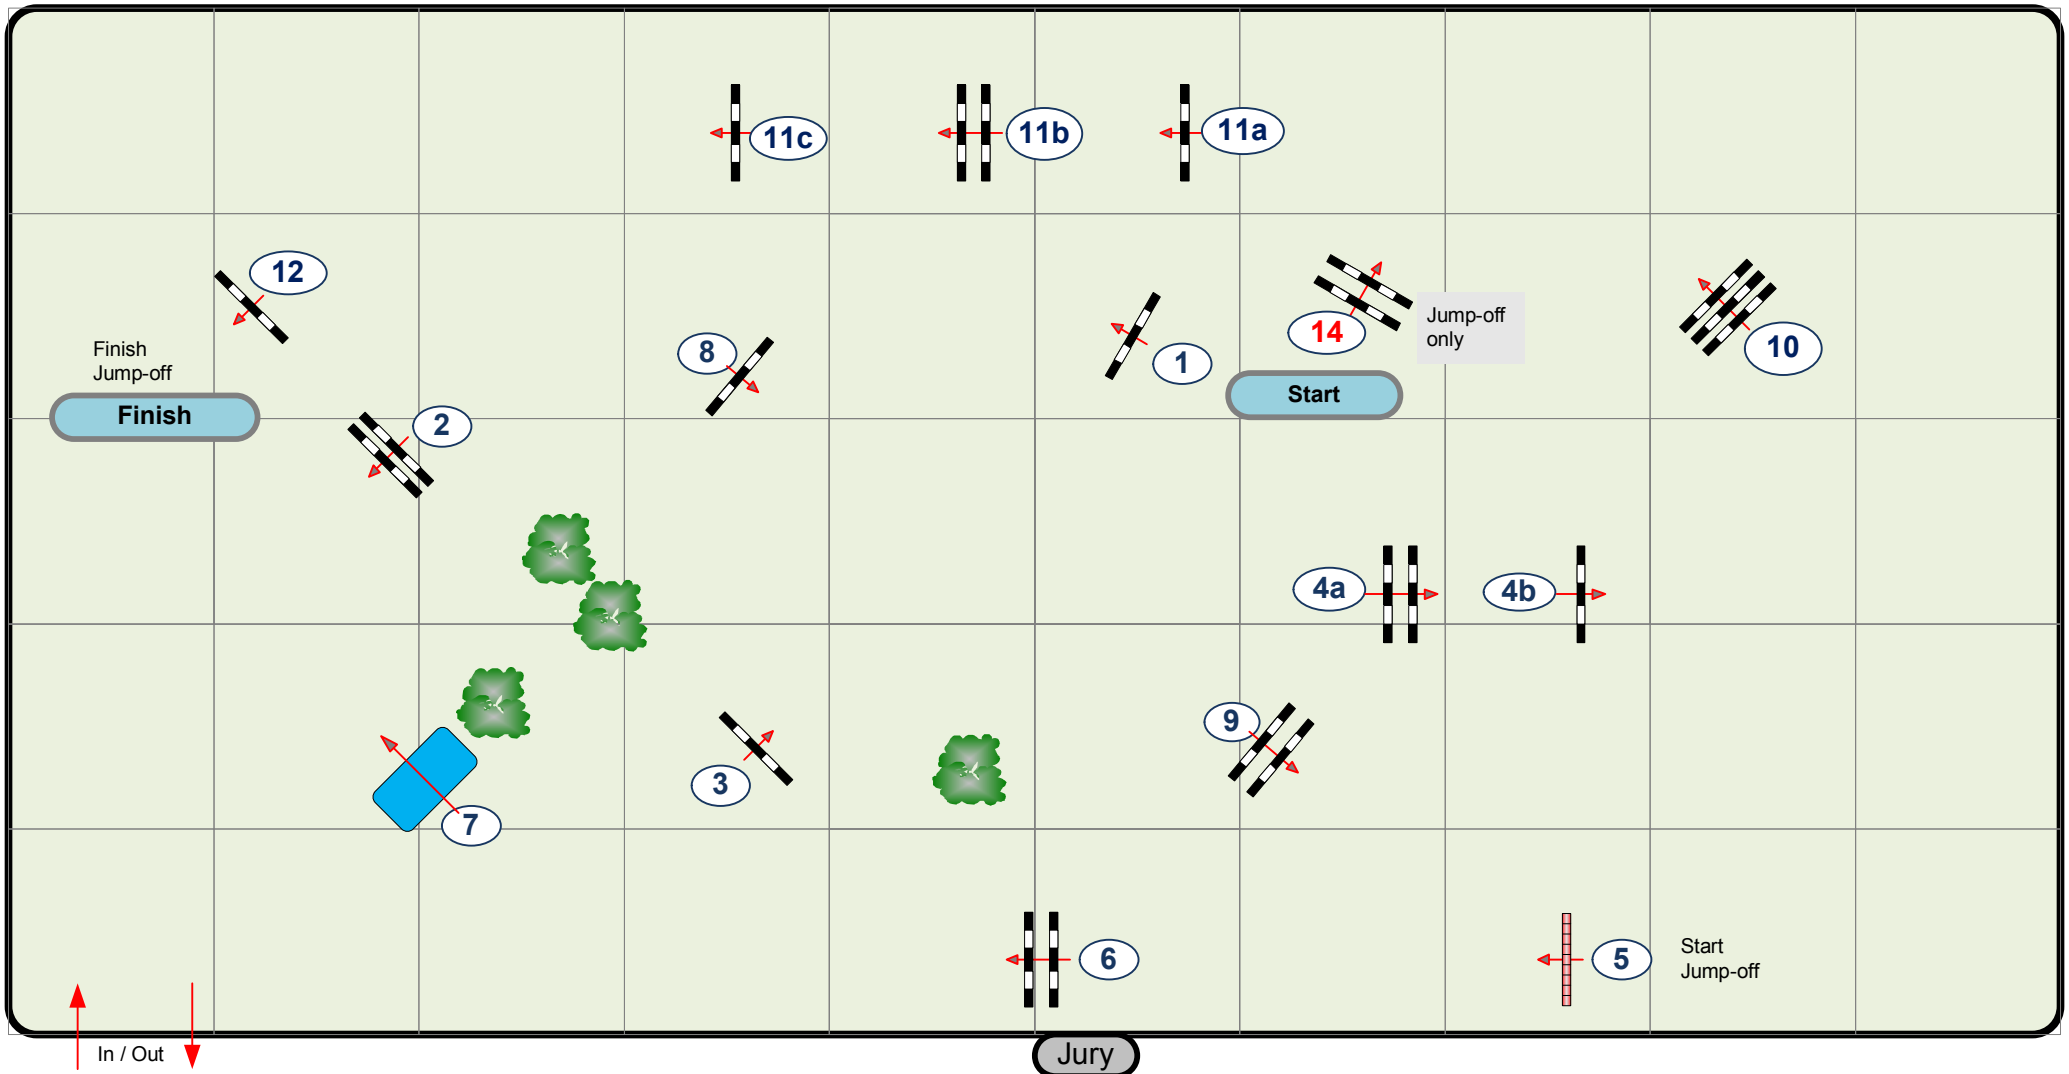 11c
11b
11a
12
8
1
14
Jump-off
only
10
Finish
Jump-off
Finish
2
Start
4a
4b
9
3
7
6
5
Start
Jump-off
In / Out
Jury